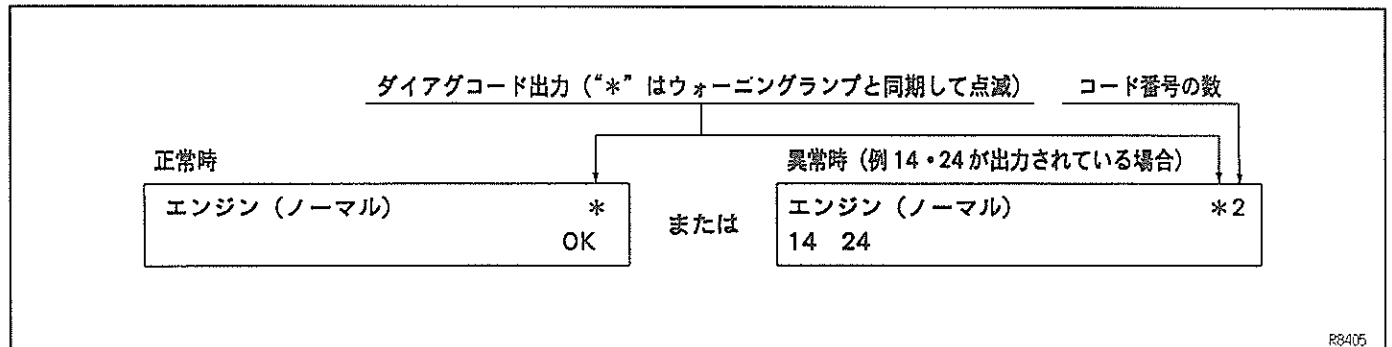 ダイアグコード出力（“＊”はウォーニングランプと同期して点滅）　コード番号の数
正常時
異常時（例14・24が出力されている場合）
エンジン（ノーマル）　＊
OK
または
エンジン（ノーマル）　＊2
14　24
R8405